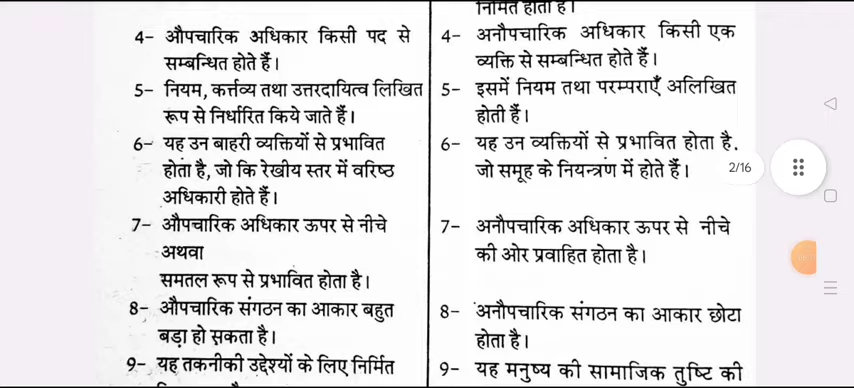 4- औपचारिक अधिकार किसी पद से
सम्बन्धित होते हैं।
5- नियम, कर्त्तव्य तथा उत्तरदायित्व लिखित
रूप से निर्धारित किये जाते हैं।
6- यह उन बाहरी व्यक्तियों से प्रभावित
होता है, जो कि रेखीय स्तर में वरिष्ठ
अधिकारी होते हैं।
7- औपचारिक अधिकार ऊपर से नीचे
अथवा
समतल रूप से प्रभावित होता है।
8- औपचारिक संगठन का आकार बहुत
बड़ा हो सकता है।
9- यह तकनीकी उद्देश्यों के लिए निर्मित
निर्मित होता है।
4- अनौपचारिक अधिकार किसी एक
व्यक्ति से सम्बन्धित होते हैं।
5- इसमें नियम तथा परम्पराएँ अलिखित
होती हैं।
6- यह उन व्यक्तियों से प्रभावित होता है,
जो समूह के नियन्त्रण में होते हैं।
7- अनौपचारिक अधिकार ऊपर से नीचे
की ओर प्रवाहित होता है।
8- अनौपचारिक संगठन का आकार छोटा
होता है।
9- यह मनुष्य की सामाजिक तुष्टि की
2/16